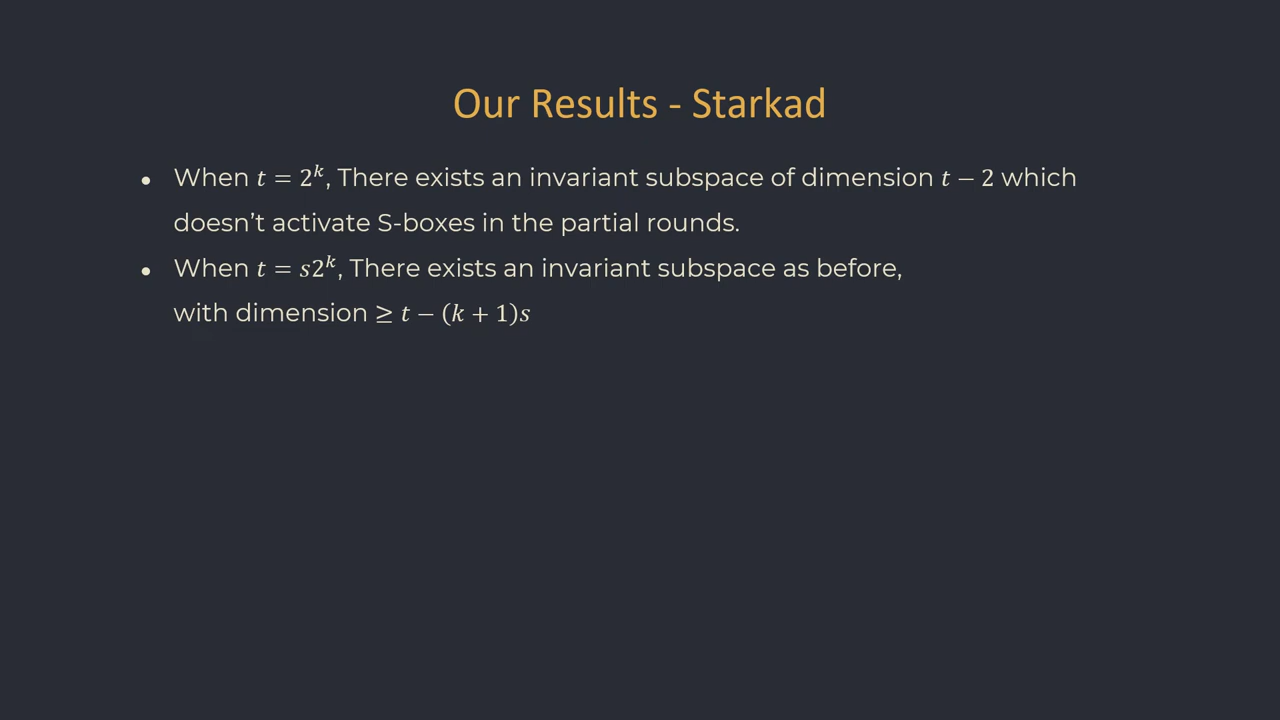 Our Results - Starkad
• When t = 2^k, There exists an invariant subspace of dimension t − 2 which
doesn’t activate S-boxes in the partial rounds.
• When t = s2^k, There exists an invariant subspace as before,
with dimension ≥ t − (k + 1)s